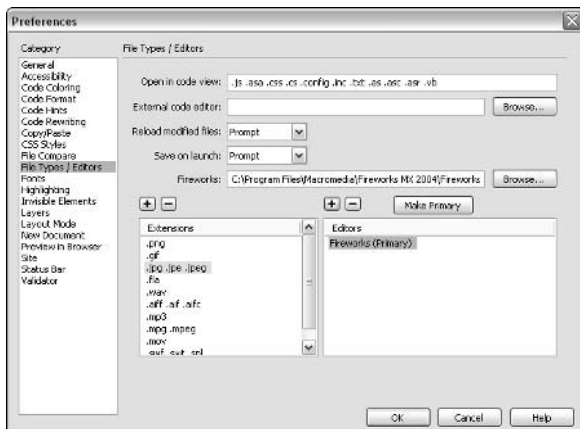 Preferences
Category
File Types / Editors
General
Accessibility
Code Coloring
Code Format
Code Hints
Code Rewriting
Copy/Paste
CSS Styles
File Compare
File Types / Editors
Fonts
Highlighting
Invisible Elements
Layers
Layout Mode
New Document
Preview in Browser
Site
Status Bar
Validator
Open in code view: .js .asa .css .cs .config .inc .txt .as .asc .asr .vb
External code editor: Browse...
Reload modified files: Prompt
Save on launch: Prompt
Fireworks: C:\Program Files\Macromedia\Fireworks MX 2004\Fireworks Browse...
Make Primary
Extensions
.png
.gif
.jpg .jpe .jpeg
.fla
.wav
.aiff .aif .aifc
.mp3
.mpg .mpeg
.mov
.swf .swt .spl
Editors
Fireworks (Primary)
OK Cancel Help